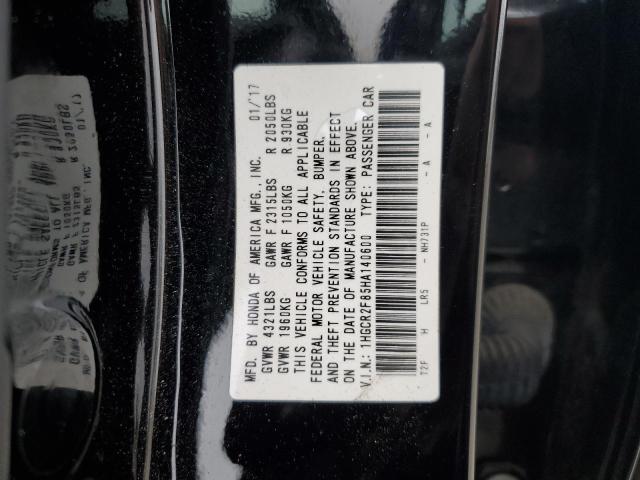 MFD. BY HONDA OF AMERICA MFG., INC. 01/'17
GVWR 4321LBS GAWR F 2315LBS R 2050LBS
GVWR 1960KG GAWR F 1050KG R 930KG
THIS VEHICLE CONFORMS TO ALL APPLICABLE
FEDERAL MOTOR VEHICLE SAFETY, BUMPER,
AND THEFT PREVENTION STANDARDS IN EFFECT
ON THE DATE OF MANUFACTURE SHOWN ABOVE.
V.I.N.: 1HGCR2F85HA140600 TYPE: PASSENGER CAR
T2F H LR5 - NH731P - A - A